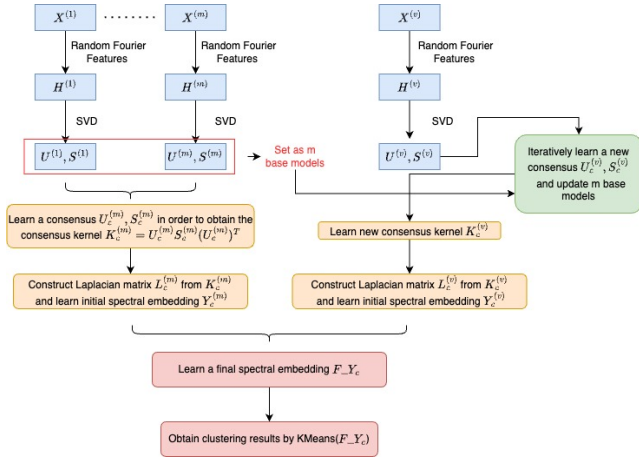 X^(1) ........ X^(m) X^(v)
Random Fourier Features Random Fourier Features Random Fourier Features
H^(1) H^(m) H^(v)
SVD SVD SVD
U^(1), S^(1) U^(m), S^(m) U^(v), S^(v)
Set as m
base models
Iteratively learn a new
consensus U_c^(v), S_c^(v)
and update m base
models
Learn a consensus U_c^(m), S_c^(m) in order to obtain the
consensus kernel K_c^(m) = U_c^(m) S_c^(m) (U_c^(m))^T
Learn new consensus kernel K_c^(v)
Construct Laplacian matrix L_c^(m) from K_c^(m)
and learn initial spectral embedding Y_c^(m)
Construct Laplacian matrix L_c^(v) from K_c^(v)
and learn initial spectral embedding Y_c^(v)
Learn a final spectral embedding F_Y_c
Obtain clustering results by KMeans(F_Y_c)